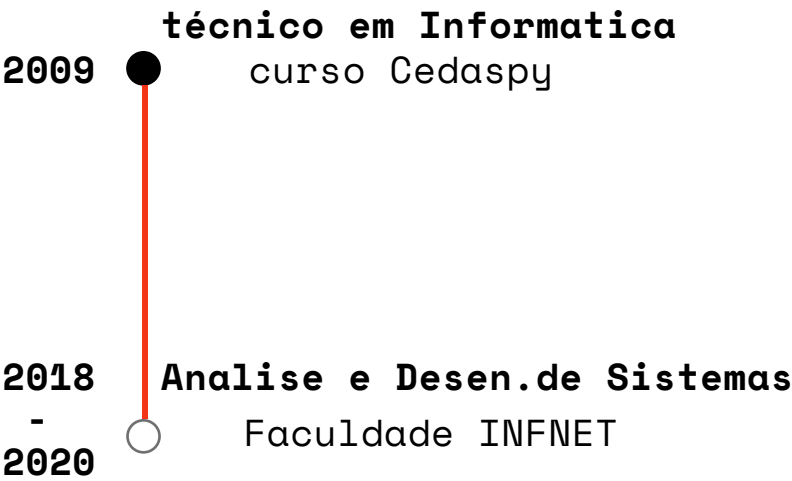 técnico em Informatica
2009 curso Cedaspy
2018 Analise e Desen.de Sistemas
-
Faculdade INFNET
2020